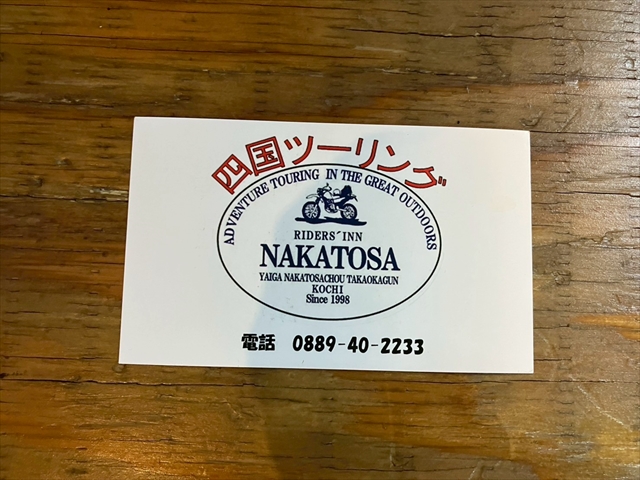 四国ツーリング
ADVENTURE TOURING IN THE GREAT OUTDOORS
RIDERS' INN
NAKATOSA
YAIGA NAKATOSACHOU TAKAOKAGUN
KOCHI
Since 1998
電話 0889-40-2233